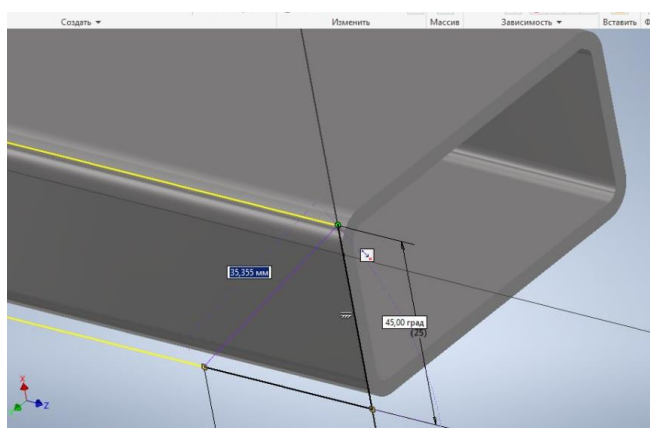 Создать ▼ Изменить Массив Зависимость ▼ Вставить Ф
35,355 мм
45,00 град
(25)
X
Z